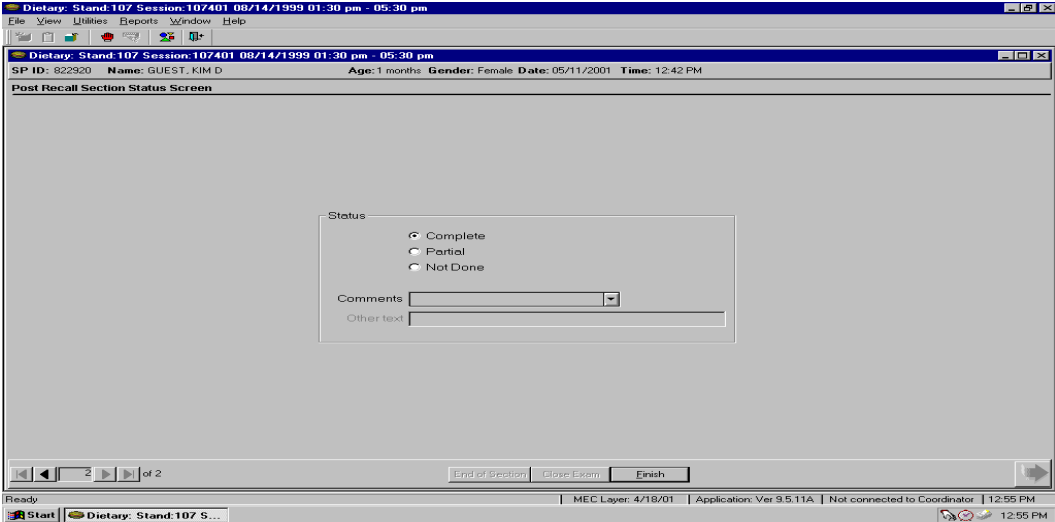 Dietary: Stand:107 Session:107401 08/14/1999 01:30 pm - 05:30 pm
File View Utilities Reports Window Help
Dietary: Stand:107 Session:107401 08/14/1999 01:30 pm - 05:30 pm
SP ID: 822920 Name: GUEST, KIM D Age: 1 months Gender: Female Date: 05/11/2001 Time: 12:42 PM
Post Recall Section Status Screen
Status
Complete
Partial
Not Done
Comments
Other text
2 of 2 End of Section Close Exam Finish
Ready MEC Layer: 4/18/01 Application: Ver 9.5.11A Not connected to Coordinator 12:55 PM
Start Dietary: Stand:107 S... 12:55 PM